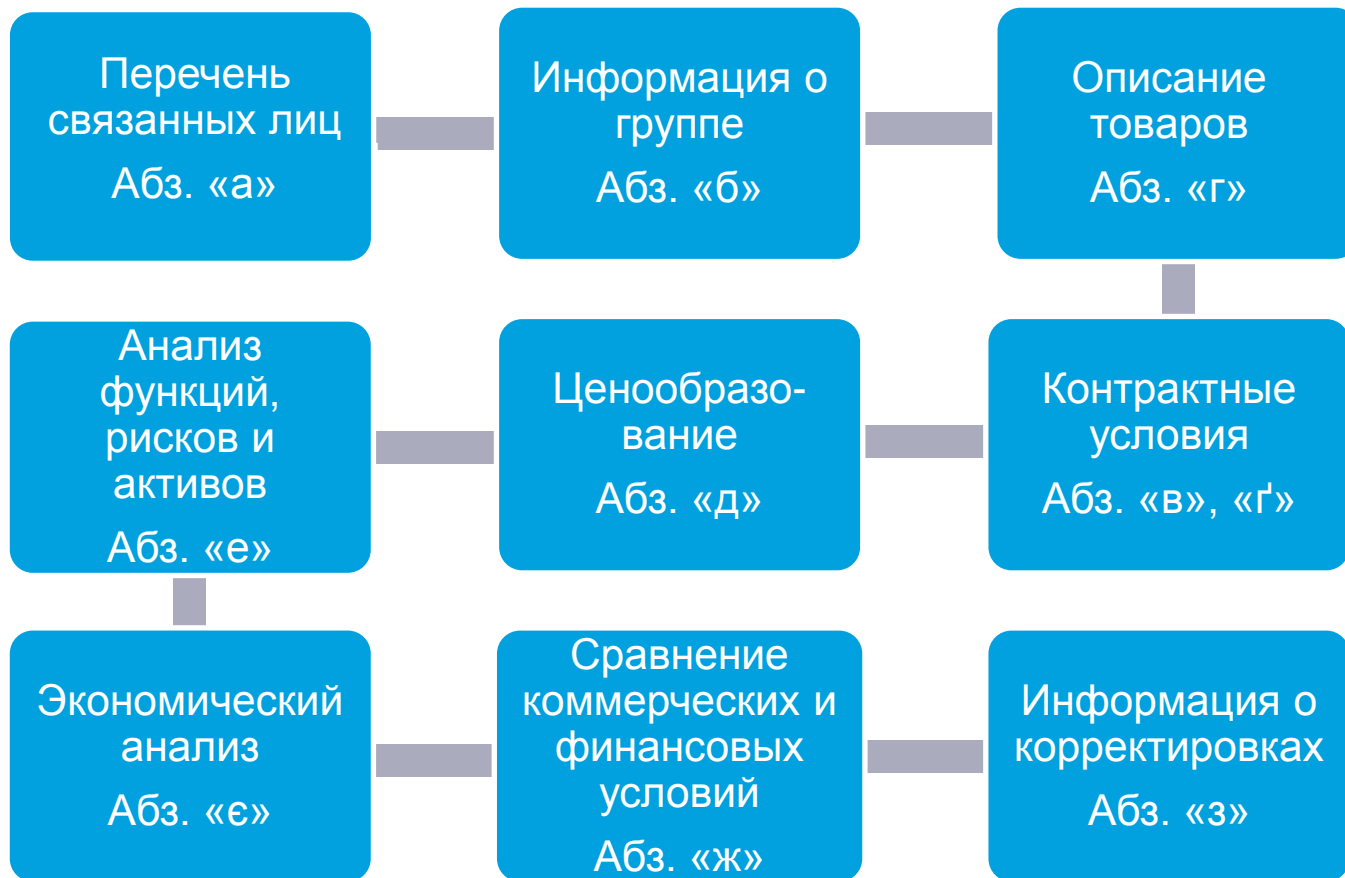 Перечень
связанных лиц
Абз. «а»
Информация о
группе
Абз. «б»
Описание
товаров
Абз. «г»
Контрактные
условия
Абз. «в», «ґ»
Ценообразо-
вание
Абз. «д»
Анализ
функций,
рисков и
активов
Абз. «е»
Экономический
анализ
Абз. «є»
Сравнение
коммерческих и
финансовых
условий
Абз. «ж»
Информация о
корректировках
Абз. «з»